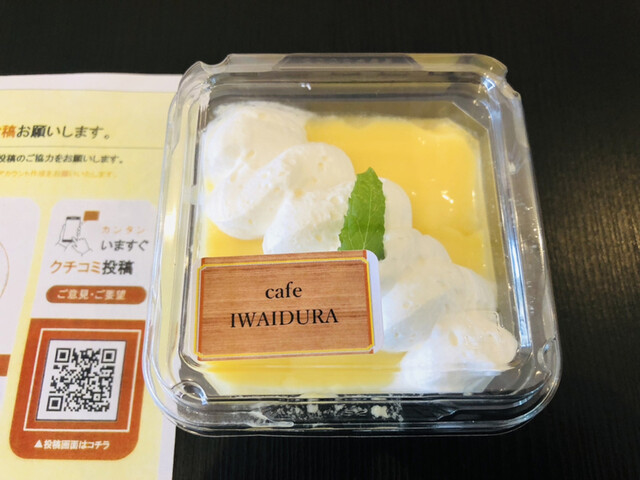 稿お願いします。
投稿のご協力をお願いします。
カンタン
いますぐ
クチコミ投稿
ご意見・ご要望
▲投稿画面はコチラ
cafe
IWAIDURA